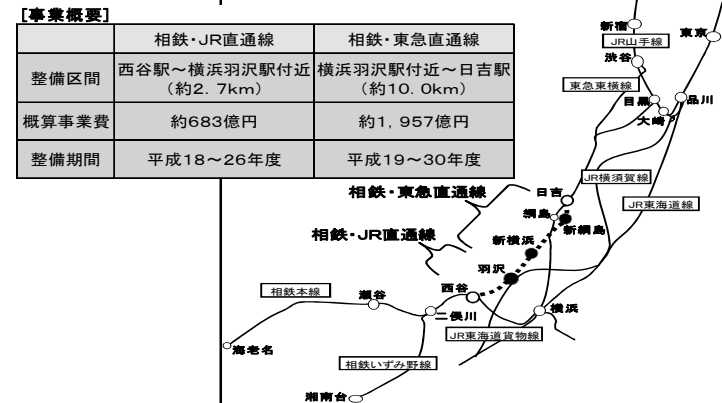 [事業概要]
相鉄・JR直通線 相鉄・東急直通線
整備区間 西谷駅～横浜羽沢駅付近 横浜羽沢駅付近～日吉駅
（約2.7km） （約10.0km）
概算事業費 約683億円 約1,957億円
整備期間 平成18～26年度 平成19～30年度
新宿
東京
JR山手線
渋谷
東急東横線
目黒
品川
大崎
JR横須賀線
相鉄・東急直通線
日吉
JR東海道線
綱島
新綱島
相鉄・JR直通線
新横浜
羽沢
西谷
相鉄本線
瀬谷
二俣川
横浜
JR東海道貨物線
海老名
相鉄いずみ野線
湘南台